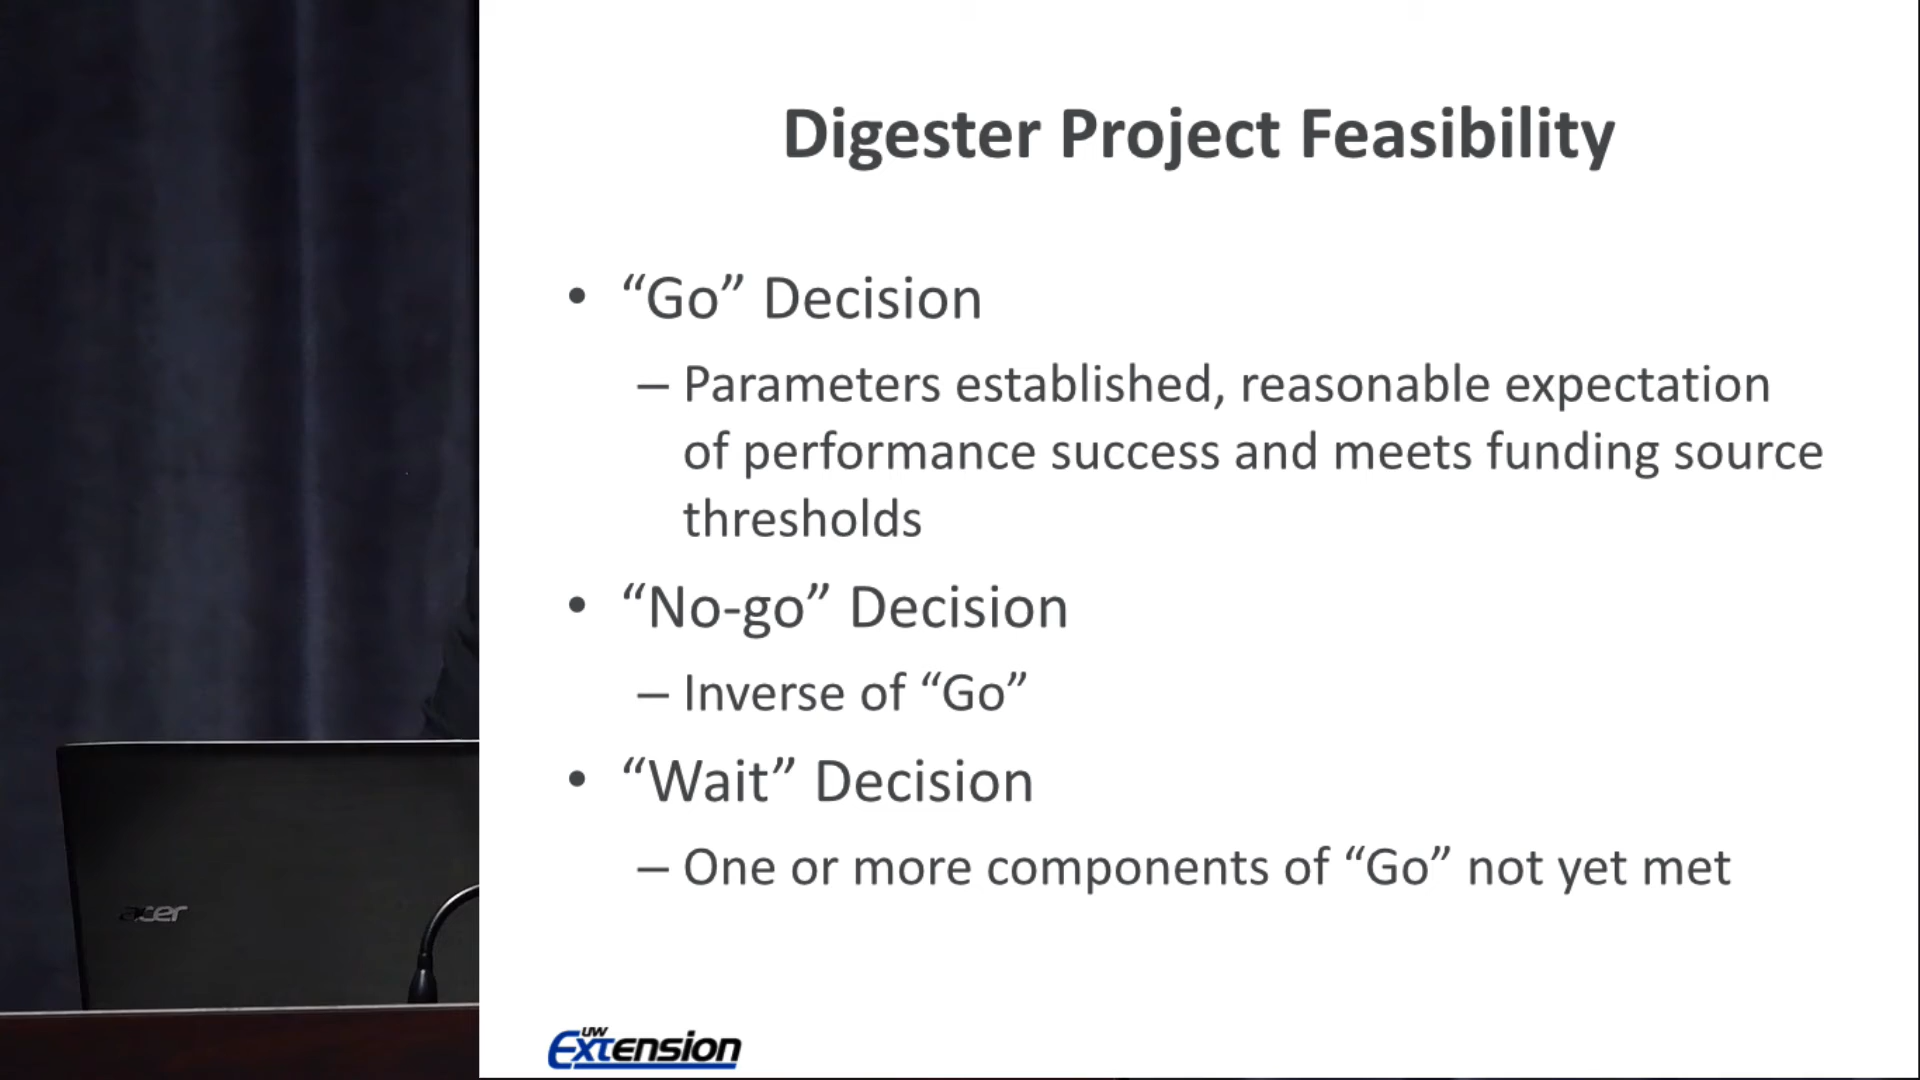 Digester Project Feasibility
• “Go” Decision
– Parameters established, reasonable expectation
of performance success and meets funding source
thresholds
• “No-go” Decision
– Inverse of “Go”
• “Wait” Decision
– One or more components of “Go” not yet met
acer
UW
Extension